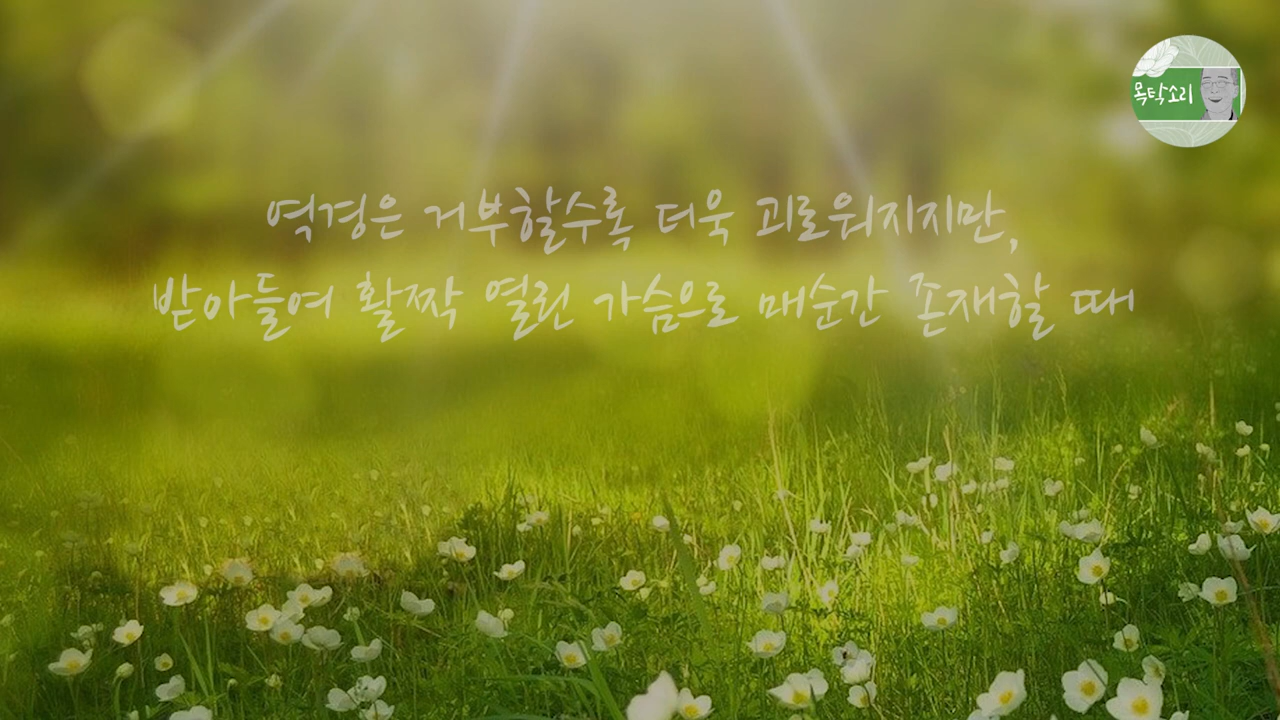 목탁소리
역경은 거부할수록 더욱 괴로워지지만,
받아들여 활짝 열린 가슴으로 매순간 존재할 때